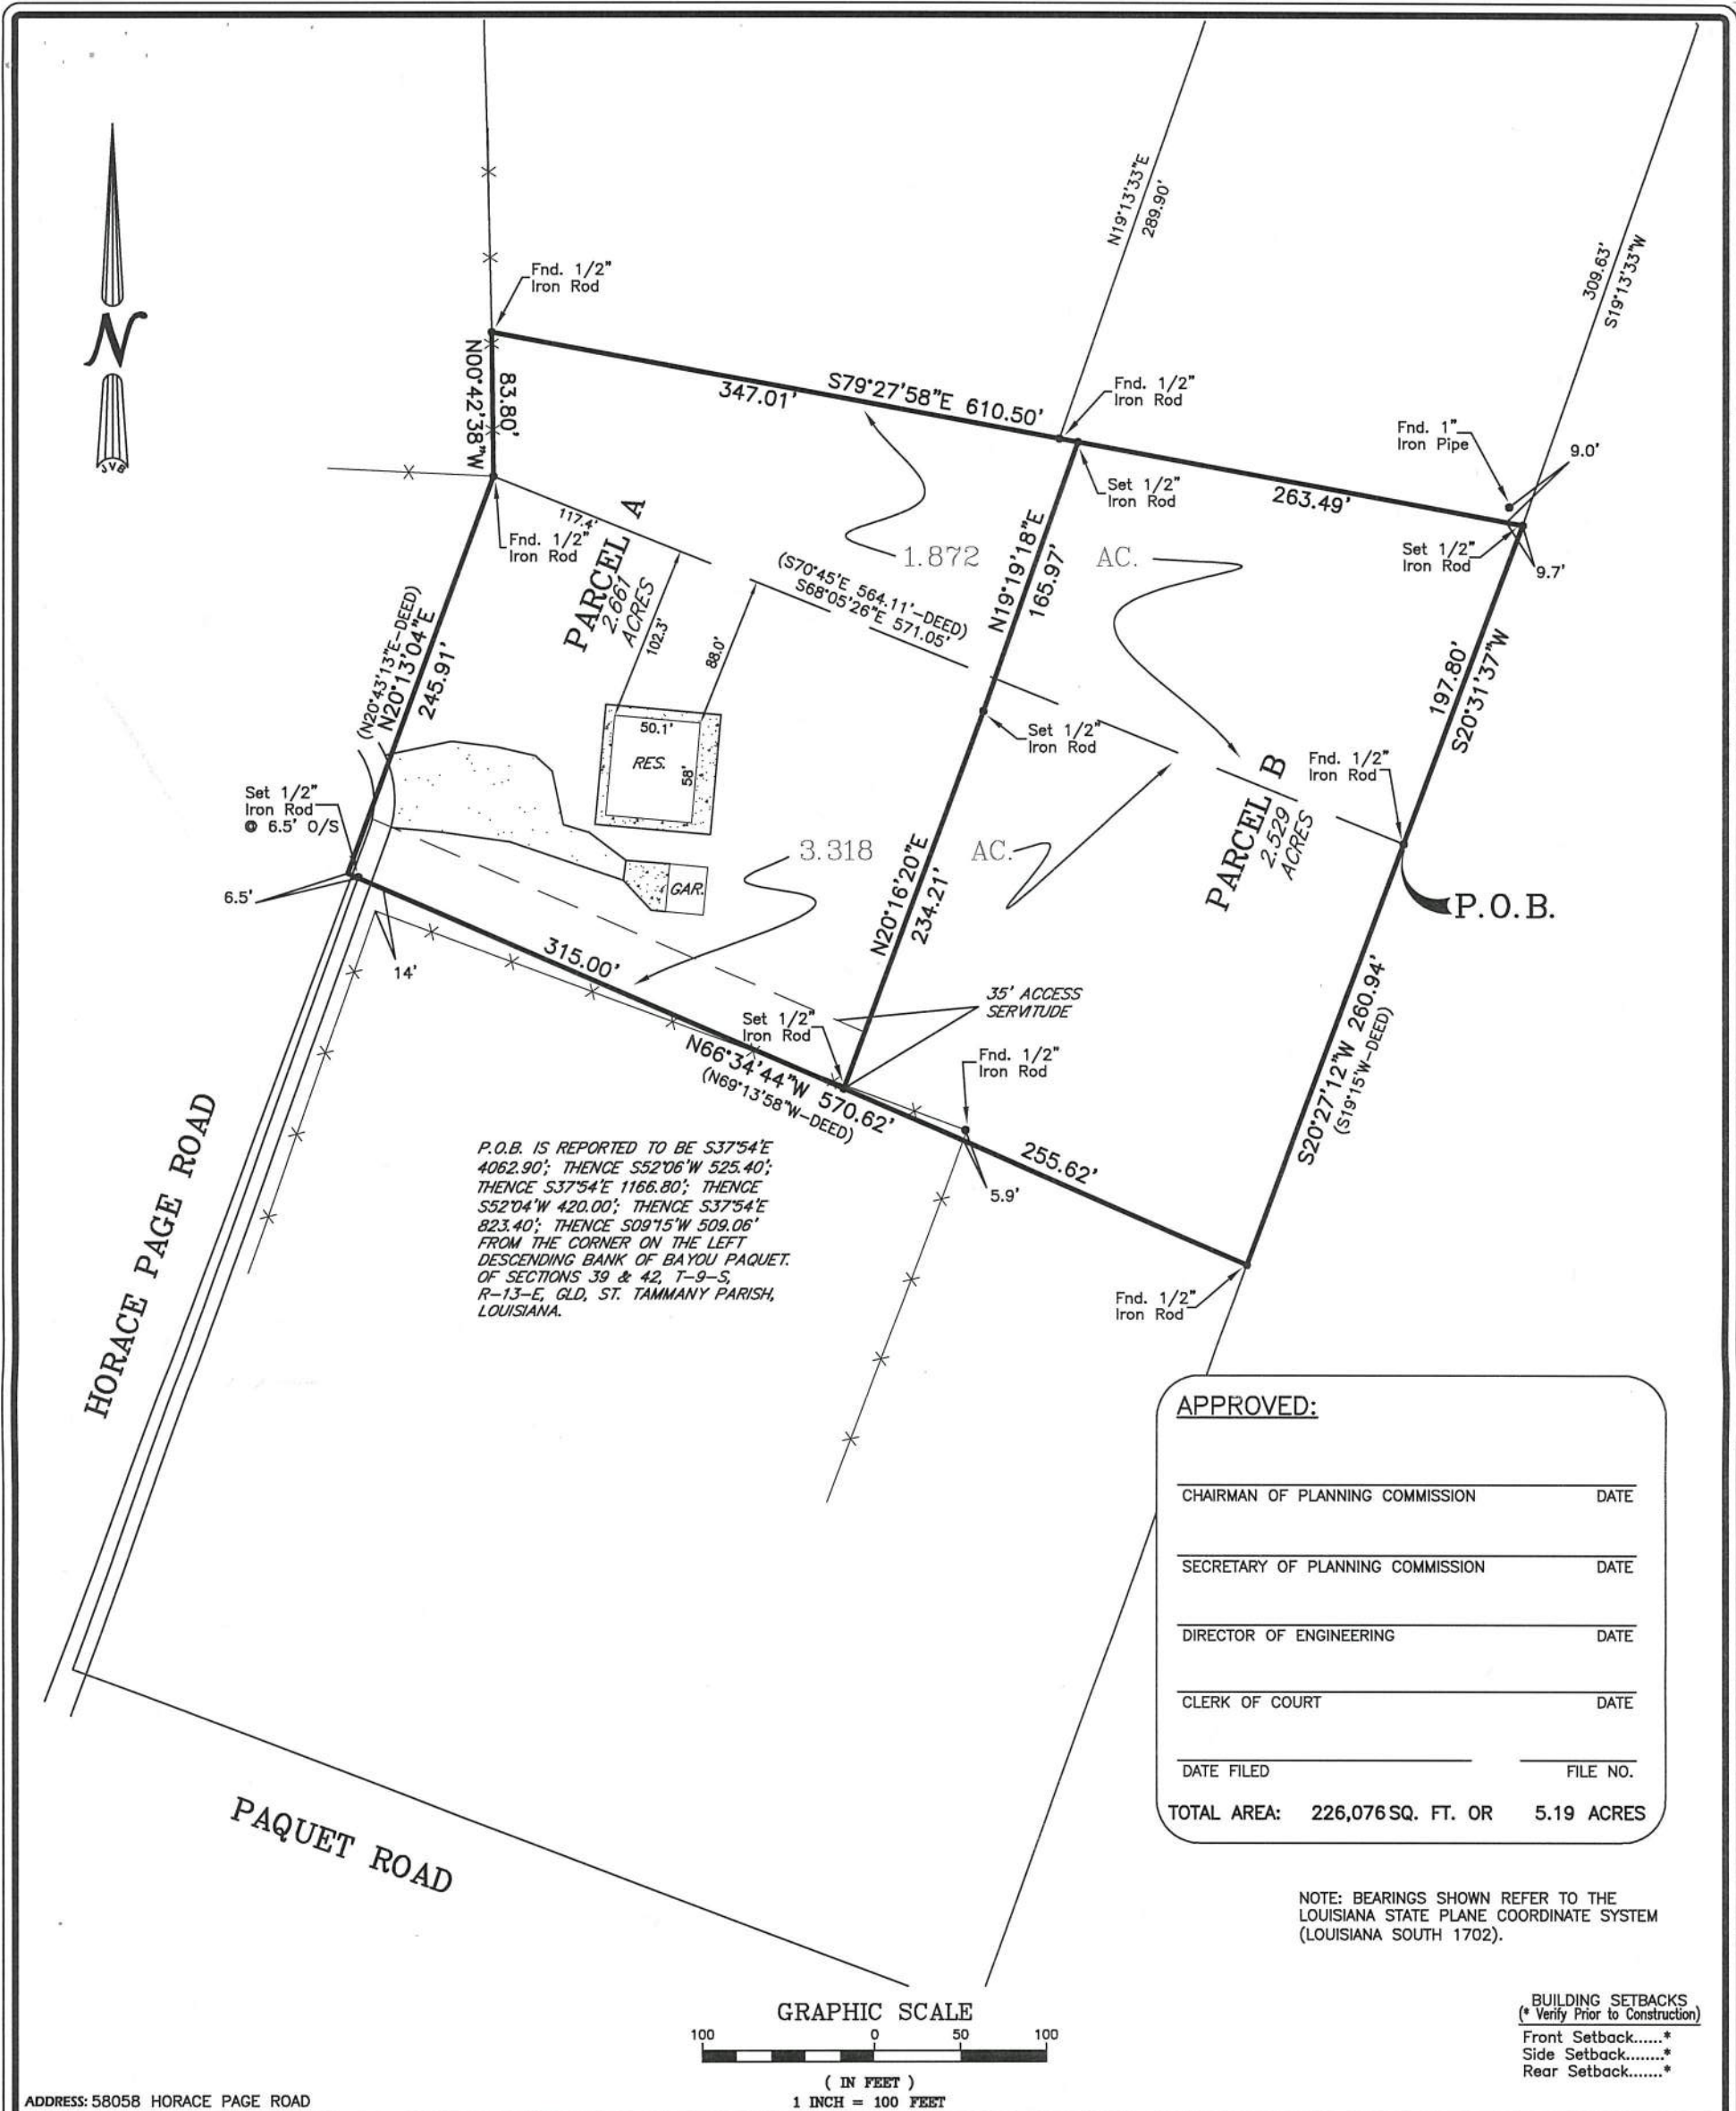 N
JVB
N19°13'33"E
289.90'
309.63'
S19°13'33"W
Fnd. 1/2"
Iron Rod
N00°42'38"W
83.80'
347.01'
S79°27'58"E 610.50'
Fnd. 1/2"
Iron Rod
Fnd. 1"
Iron Pipe
9.0'
Set 1/2"
Iron Rod
263.49'
Set 1/2"
Iron Rod
9.7'
117.4'
Fnd. 1/2"
Iron Rod
PARCEL A
2.661
ACRES
102.3'
88.0'
1.872 AC.
(S70°45'E 564.11'-DEED)
S68°05'26"E 571.05'
N19°19'18"E
165.97'
(N20°43'13"E-DEED)
N20°13'04"E
245.91'
197.80'
S20°31'37"W
50.1'
RES.
58'
Set 1/2"
Iron Rod
Fnd. 1/2"
Iron Rod
Set 1/2"
Iron Rod
@ 6.5' O/S
PARCEL B
2.529
ACRES
3.318 AC.
GAR.
6.5'
P.O.B.
N20°16'20"E
234.21'
14'
315.00'
35' ACCESS
SERVITUDE
Set 1/2"
Iron Rod
N66°34'44"W 570.62'
(N69°13'58"W-DEED)
Fnd. 1/2"
Iron Rod
S20°27'12"W 260.94'
(S19°15'W-DEED)
255.62'
5.9'
HORACE PAGE ROAD
P.O.B. IS REPORTED TO BE S37°54'E
4062.90'; THENCE S52°06'W 525.40';
THENCE S37°54'E 1166.80'; THENCE
S52°04'W 420.00'; THENCE S37°54'E
823.40'; THENCE S09°15'W 509.06'
FROM THE CORNER ON THE LEFT
DESCENDING BANK OF BAYOU PAQUET.
OF SECTIONS 39 & 42, T-9-S,
R-13-E, GLD, ST. TAMMANY PARISH,
LOUISIANA.
Fnd. 1/2"
Iron Rod
APPROVED:
CHAIRMAN OF PLANNING COMMISSION DATE
SECRETARY OF PLANNING COMMISSION DATE
DIRECTOR OF ENGINEERING DATE
CLERK OF COURT DATE
DATE FILED FILE NO.
TOTAL AREA: 226,076 SQ. FT. OR 5.19 ACRES
PAQUET ROAD
NOTE: BEARINGS SHOWN REFER TO THE
LOUISIANA STATE PLANE COORDINATE SYSTEM
(LOUISIANA SOUTH 1702).
GRAPHIC SCALE
100 0 50 100
( IN FEET )
1 INCH = 100 FEET
BUILDING SETBACKS
(* Verify Prior to Construction)
Front Setback......*
Side Setback........*
Rear Setback.......*
ADDRESS: 58058 HORACE PAGE ROAD